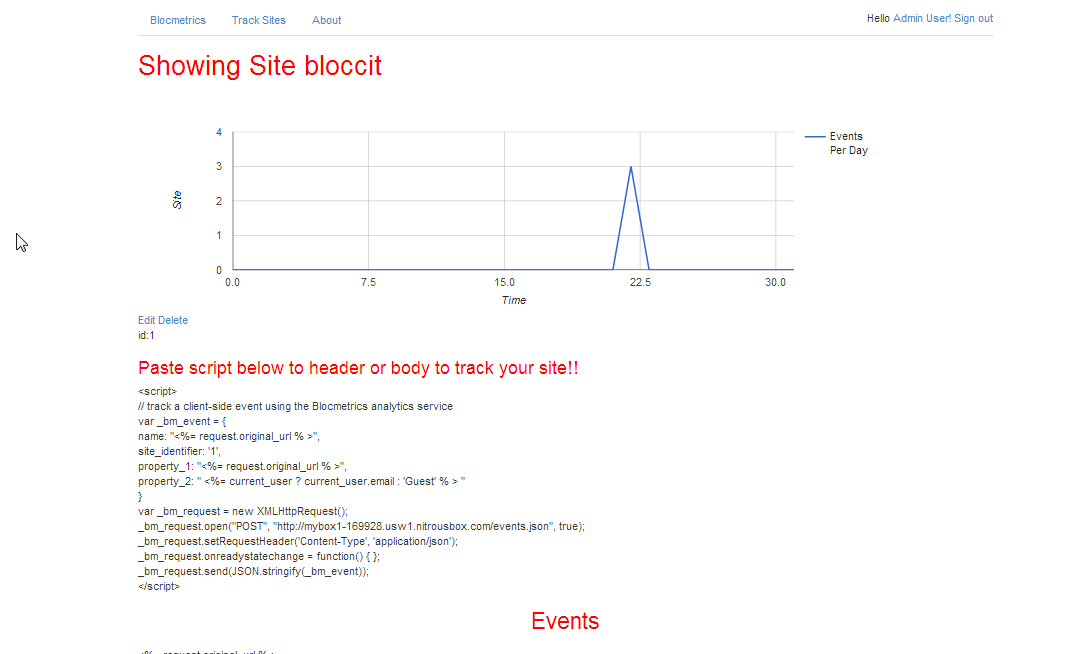 Blocmetrics Track Sites About Hello Admin User! Sign out
Showing Site bloccit
4
3
2
1
0
Site
0.0 7.5 15.0 22.5 30.0
Time
Events
Per Day
Edit Delete
id:1
Paste script below to header or body to track your site!!
<script>
// track a client-side event using the Blocmetrics analytics service
var _bm_event = {
name: "<%= request.original_url % >",
site_identifier: '1',
property_1: "<%= request.original_url % >",
property_2: " <%= current_user ? current_user.email : 'Guest' % > "
}
var _bm_request = new XMLHttpRequest();
_bm_request.open("POST", "http://mybox1-169928.usw1.nitrousbox.com/events.json", true);
_bm_request.setRequestHeader('Content-Type', 'application/json');
_bm_request.onreadystatechange = function() { };
_bm_request.send(JSON.stringify(_bm_event));
</script>
Events
<%= request.original_url % >